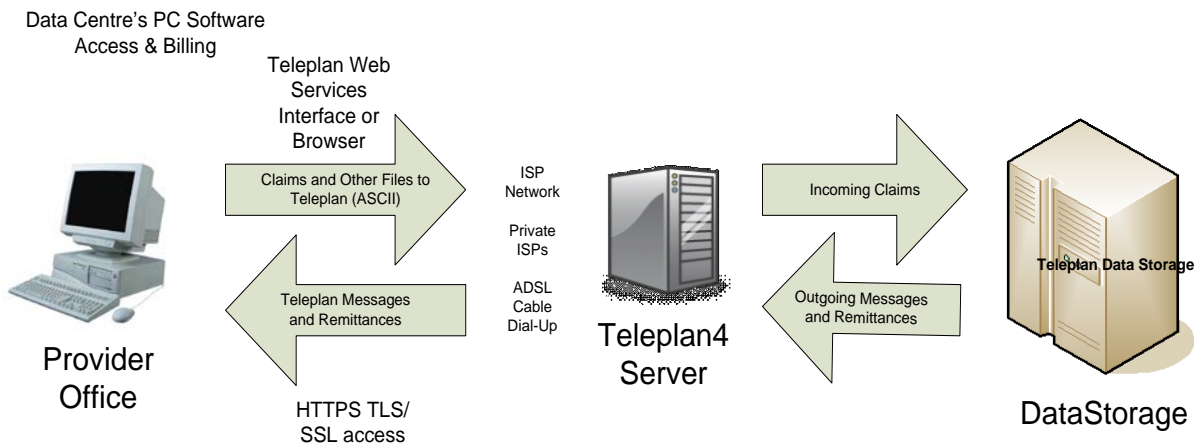 Data Centre's PC Software
Access & Billing
Teleplan Web
Services
Interface or
Browser
Claims and Other Files to
Teleplan (ASCII)
ISP
Network
Private
ISPs
ADSL
Cable
Dial-Up
Incoming Claims
Teleplan Data Storage
Teleplan Messages
and Remittances
Outgoing Messages
and Remittances
Provider
Office
HTTPS TLS/
SSL access
Teleplan4
Server
DataStorage